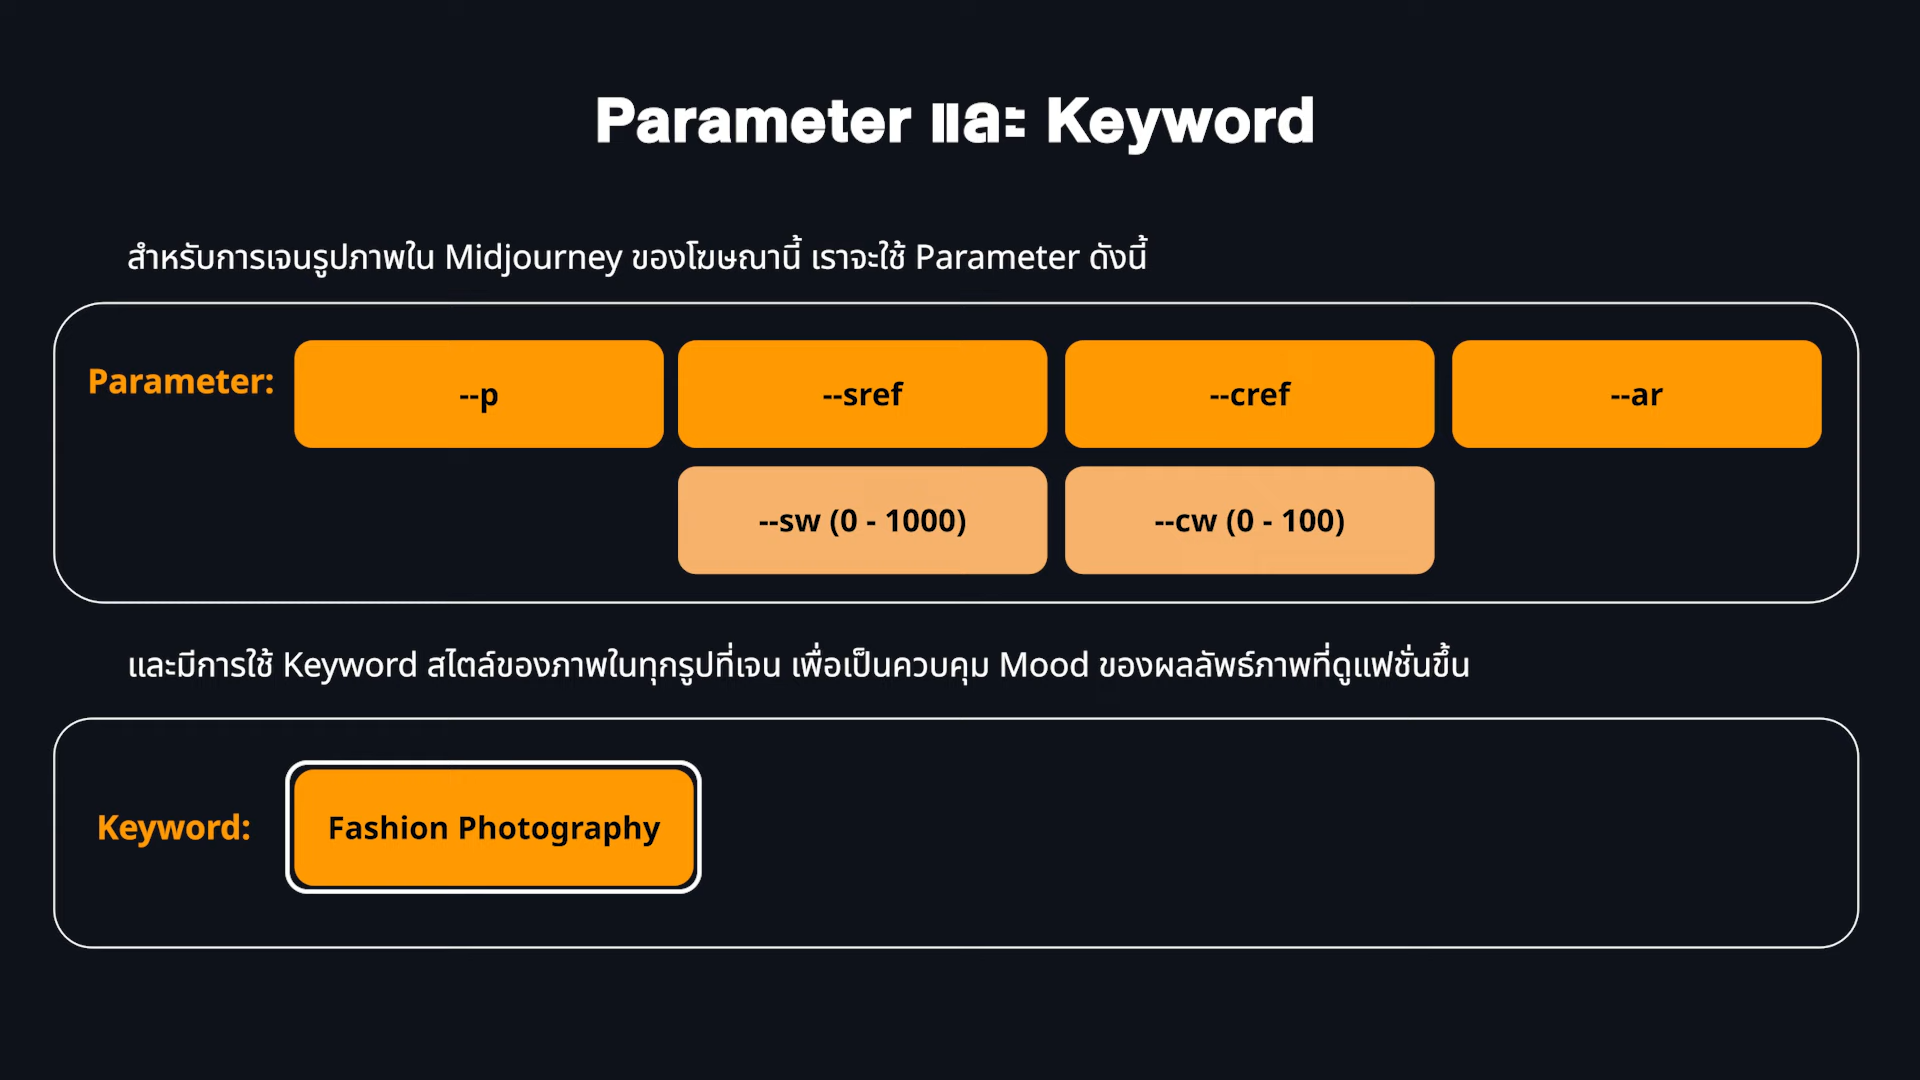 Parameter และ Keyword
สำหรับการเจนรูปภาพใน Midjourney ของโฆษณานี้ เราจะใช้ Parameter ดังนี้
Parameter: --p --sref --cref --ar
--sw (0 - 1000) --cw (0 - 100)
และมีการใช้ Keyword สไตล์ของภาพในทุกรูปที่เจน เพื่อเป็นควบคุม Mood ของผลลัพธ์ภาพที่ดูแฟชั่นขึ้น
Keyword: Fashion Photography